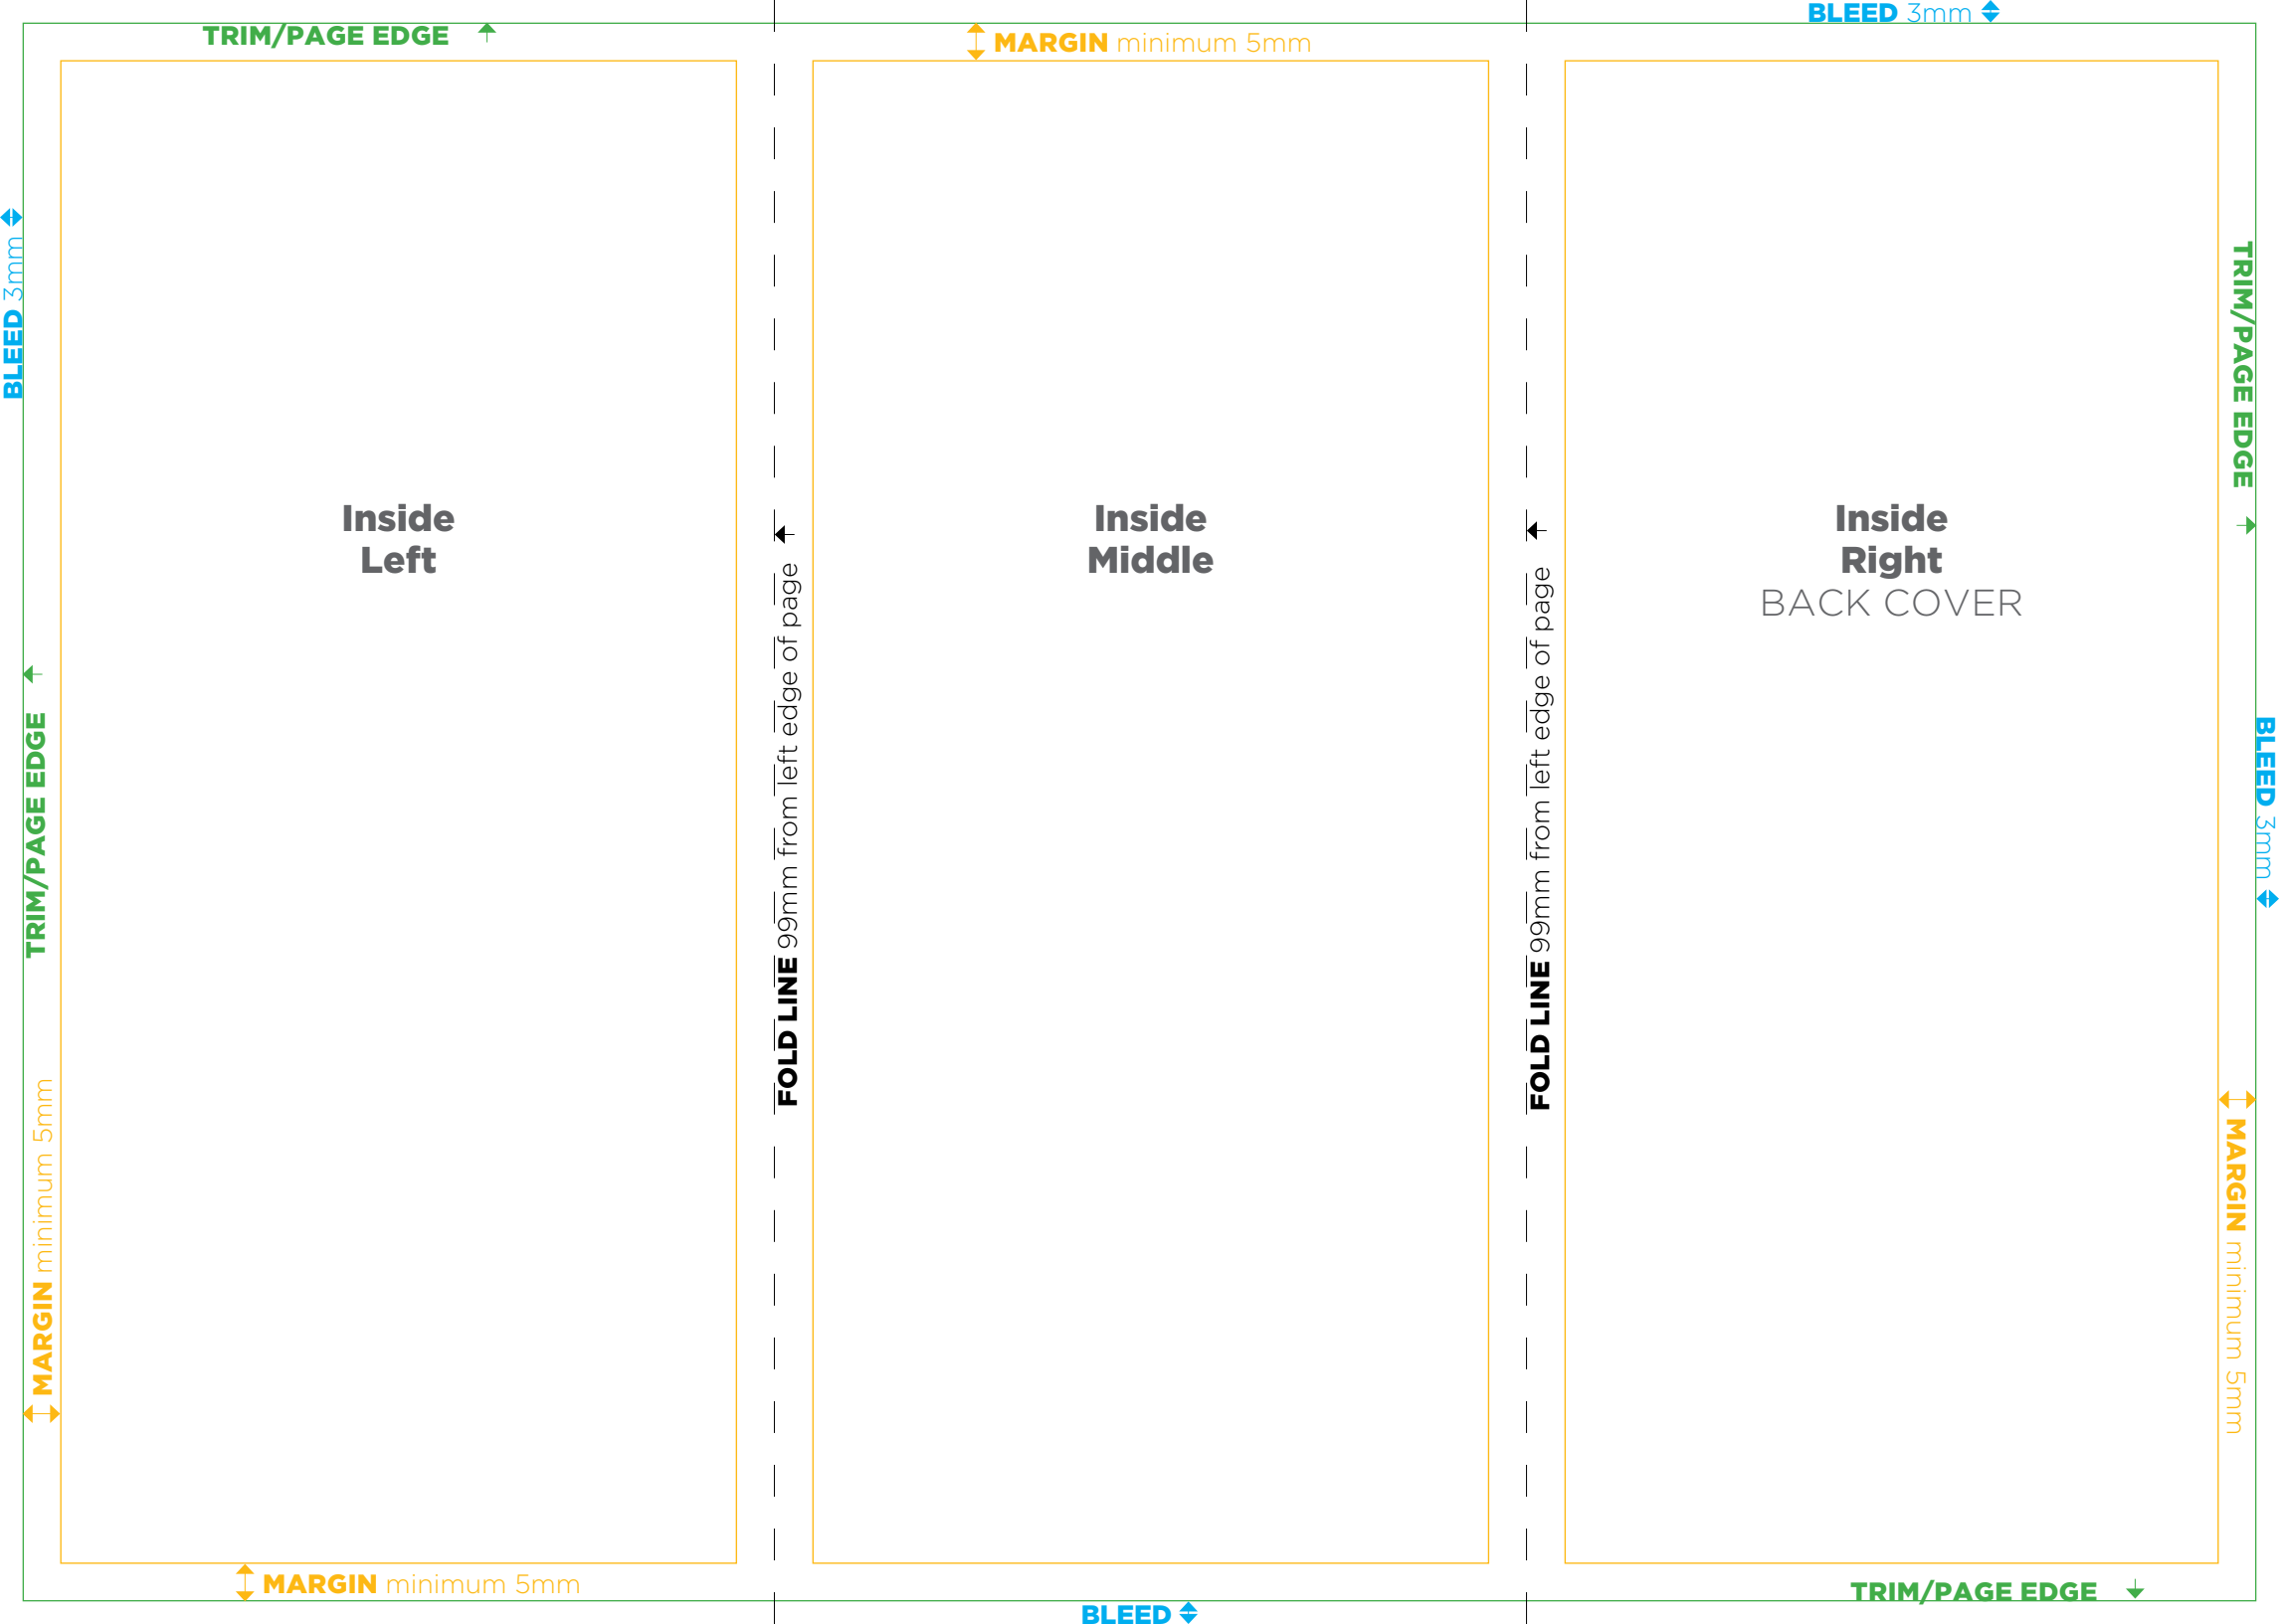 BLEED 3mm
TRIM/PAGE EDGE
MARGIN minimum 5mm
BLEED 3mm
TRIM/PAGE EDGE
Inside
Left
Inside
Middle
Inside
Right
BACK COVER
FOLD LINE 99mm from left edge of page
FOLD LINE 99mm from left edge of page
TRIM/PAGE EDGE
BLEED 3mm
MARGIN minimum 5mm
MARGIN minimum 5mm
MARGIN minimum 5mm
TRIM/PAGE EDGE
BLEED